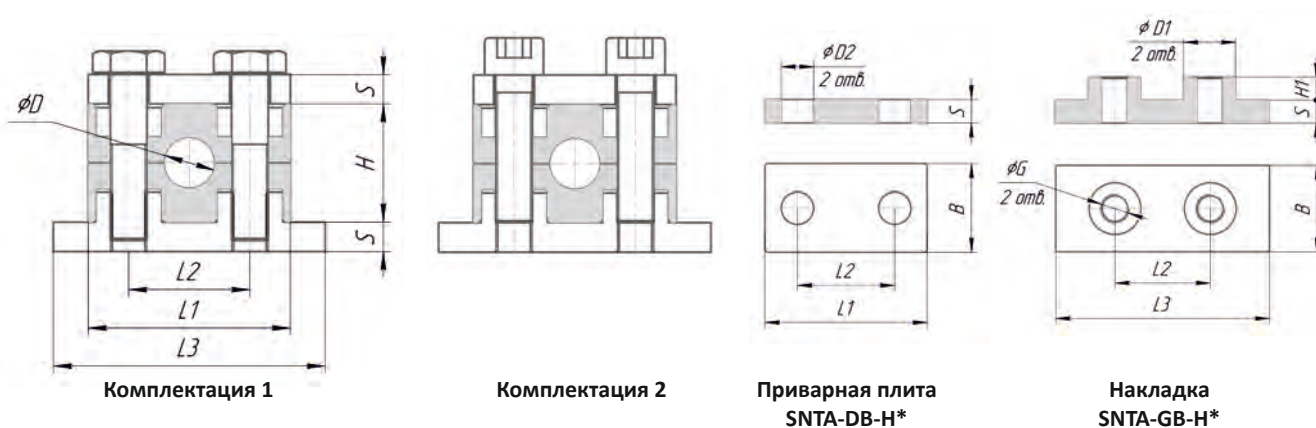 ϕD
S
H
S
L2
L1
L3
Комплектация 1
Комплектация 2
ϕD2
2 отв.
S
B
L2
L1
Приварная плита
SNTA-DB-H*
ϕD1
2 отв.
H1
S
ϕG
2 отв.
B
L2
L3
Накладка
SNTA-GB-H*